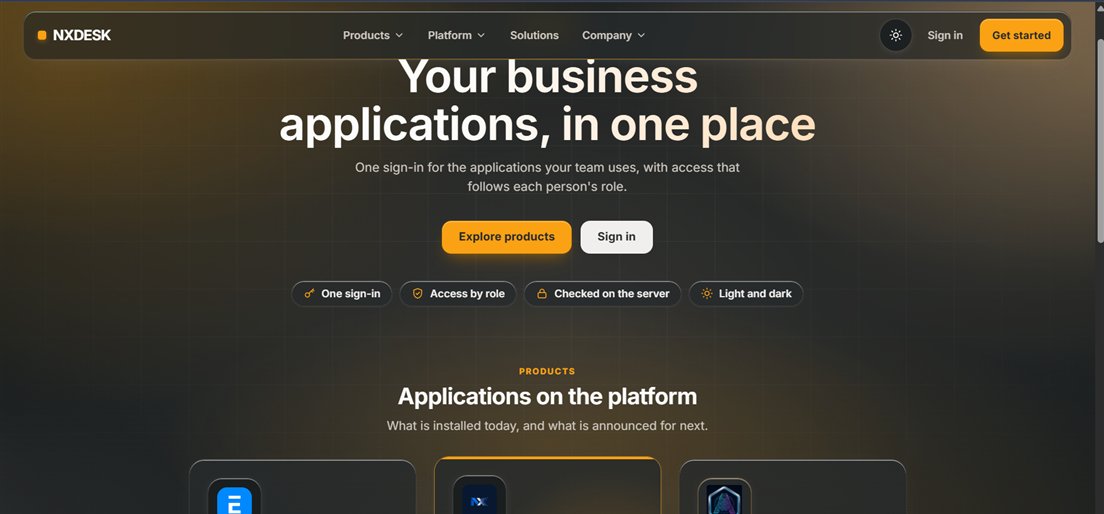 NXDESK
Products
Platform
Solutions
Company
Sign in
Get started
Your business
applications, in one place
One sign-in for the applications your team uses, with access that
follows each person's role.
Explore products
Sign in
One sign-in
Access by role
Checked on the server
Light and dark
PRODUCTS
Applications on the platform
What is installed today, and what is announced for next.
E
NX